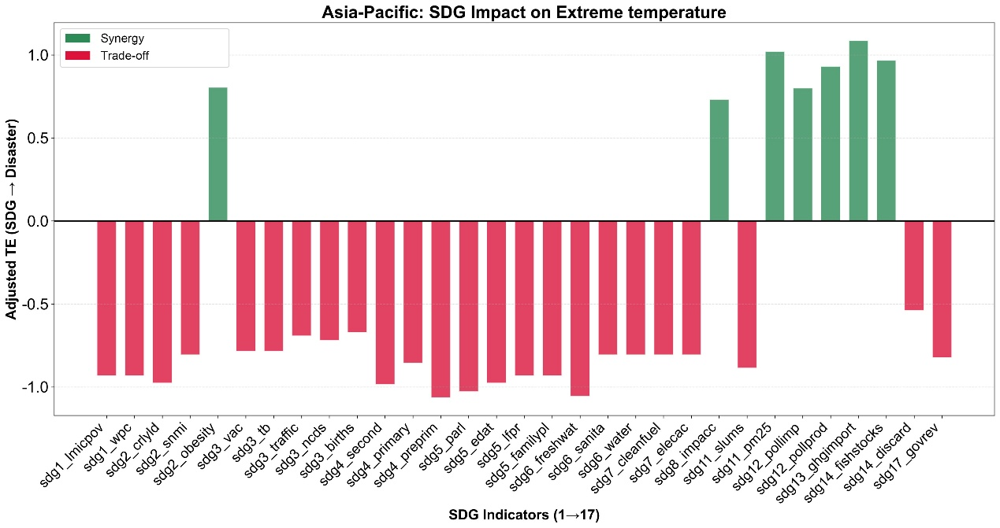 Asia-Pacific: SDG Impact on Extreme temperature
Synergy
Trade-off
Adjusted TE (SDG → Disaster)
1.0
0.5
0.0
-0.5
-1.0
sdg1_lmicpov
sdg1_wpc
sdg2_crlyld
sdg2_snmi
sdg2_obesity
sdg3_vac
sdg3_tb
sdg3_traffic
sdg3_ncds
sdg3_births
sdg4_second
sdg4_primary
sdg4_preprim
sdg5_parl
sdg5_edat
sdg5_lfpr
sdg5_familypl
sdg6_freshwat
sdg6_sanita
sdg6_water
sdg7_cleanfuel
sdg7_elecac
sdg8_impacc
sdg11_slums
sdg11_pm25
sdg12_pollimp
sdg12_pollprod
sdg13_ghgimport
sdg14_fishstocks
sdg14_discard
sdg17_govrev
SDG Indicators (1→17)